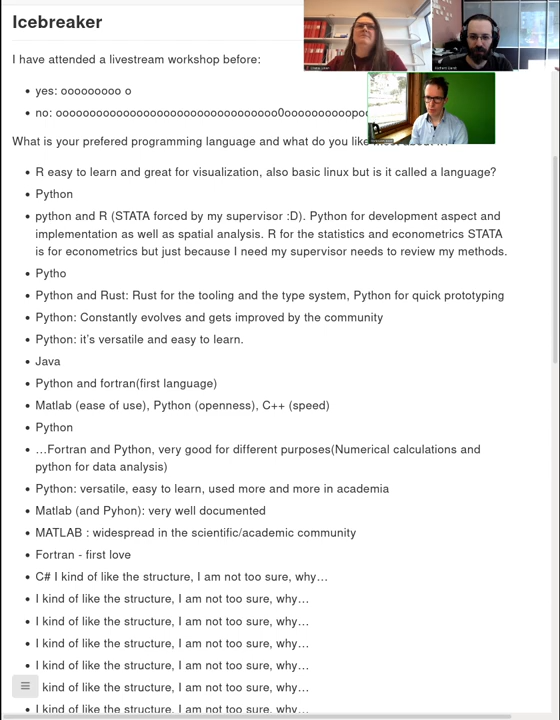 Icebreaker
I have attended a livestream workshop before:
yes: ooooooooo o
no: ooooooooooooooooooooooooooooooooo0oooooooooopoo
What is your prefered programming language and what do you like
R easy to learn and great for visualization, also basic linux but is it called a language?
Python
python and R (STATA forced by my supervisor :D). Python for development aspect and
implementation as well as spatial analysis. R for the statistics and econometrics STATA
is for econometrics but just because I need my supervisor needs to review my methods.
Pytho
Python and Rust: Rust for the tooling and the type system, Python for quick prototyping
Python: Constantly evolves and gets improved by the community
Python: it's versatile and easy to learn.
Java
Python and fortran(first language)
Matlab (ease of use), Python (openness), C++ (speed)
Python
…Fortran and Python, very good for different purposes(Numerical calculations and
python for data analysis)
Python: versatile, easy to learn, used more and more in academia
Matlab (and Pyhon): very well documented
MATLAB : widespread in the scientific/academic community
Fortran - first love
C# I kind of like the structure, I am not too sure, why…
I kind of like the structure, I am not too sure, why…
I kind of like the structure, I am not too sure, why…
I kind of like the structure, I am not too sure, why…
I kind of like the structure, I am not too sure, why…
kind of like the structure, I am not too sure, why…
I kind of like the structure, I am not too sure, why…